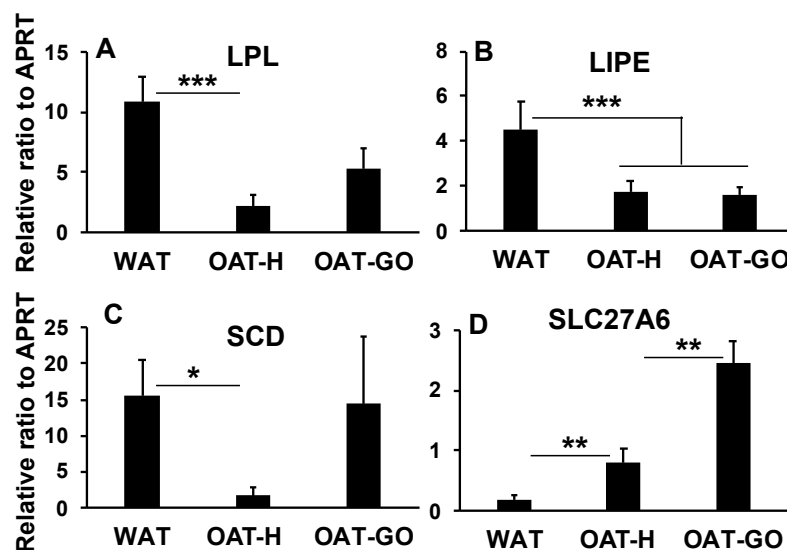 A
LPL
Relative ratio to APRT
15
10
5
0
***
WAT OAT-H OAT-GO
B
LIPE
8
6
4
2
0
***
WAT OAT-H OAT-GO
C
SCD
Relative ratio to APRT
25
20
15
10
5
0
*
WAT OAT-H OAT-GO
D
SLC27A6
3
2
1
0
**
**
WAT OAT-H OAT-GO